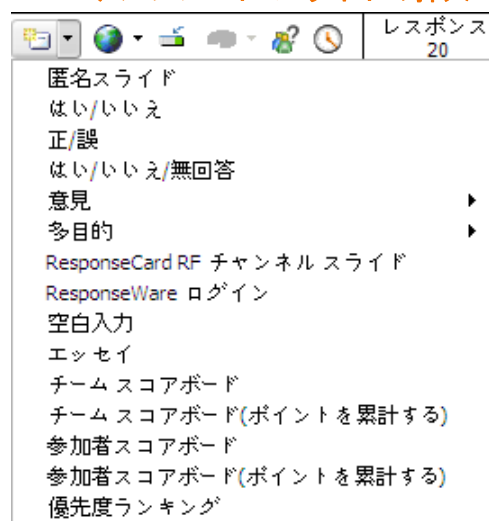 レスポンス
20
匿名スライド
はい/いいえ
正/誤
はい/いいえ/無回答
意見
多目的
ResponseCard RF チャンネル スライド
ResponseWare ログイン
空白入力
エッセイ
チーム スコアボード
チーム スコアボード(ポイントを累計する)
参加者スコアボード
参加者スコアボード(ポイントを累計する)
優先度ランキング